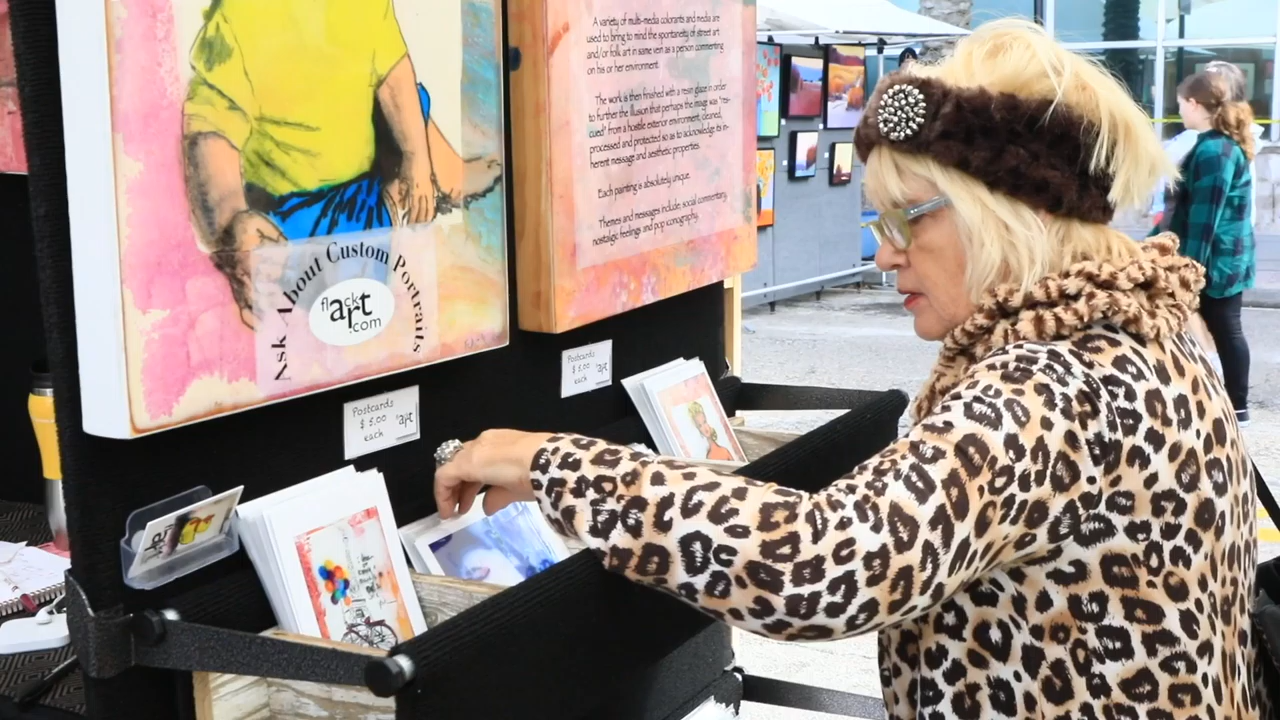 A variety of multi-media colorants and media are
used to bring to mind the spontaneity of street art
and/or folk art in same vein as a person commenting
on his or her environment.
The work is then finished with a resin glaze in order
to further the illusion that perhaps the image was "res-
cued" from a hostile exterior environment, cleaned,
processed and protected so as to acknowledge its in-
herent message and aesthetic properties.
Each painting is absolutely unique.
Themes and messages include; social commentary,
nostalgic feelings and pop iconography.
Ask About Custom Portraits
flackart
.com
Postcards
$5.00
each
'art
Postcards
$5.00
each
'art